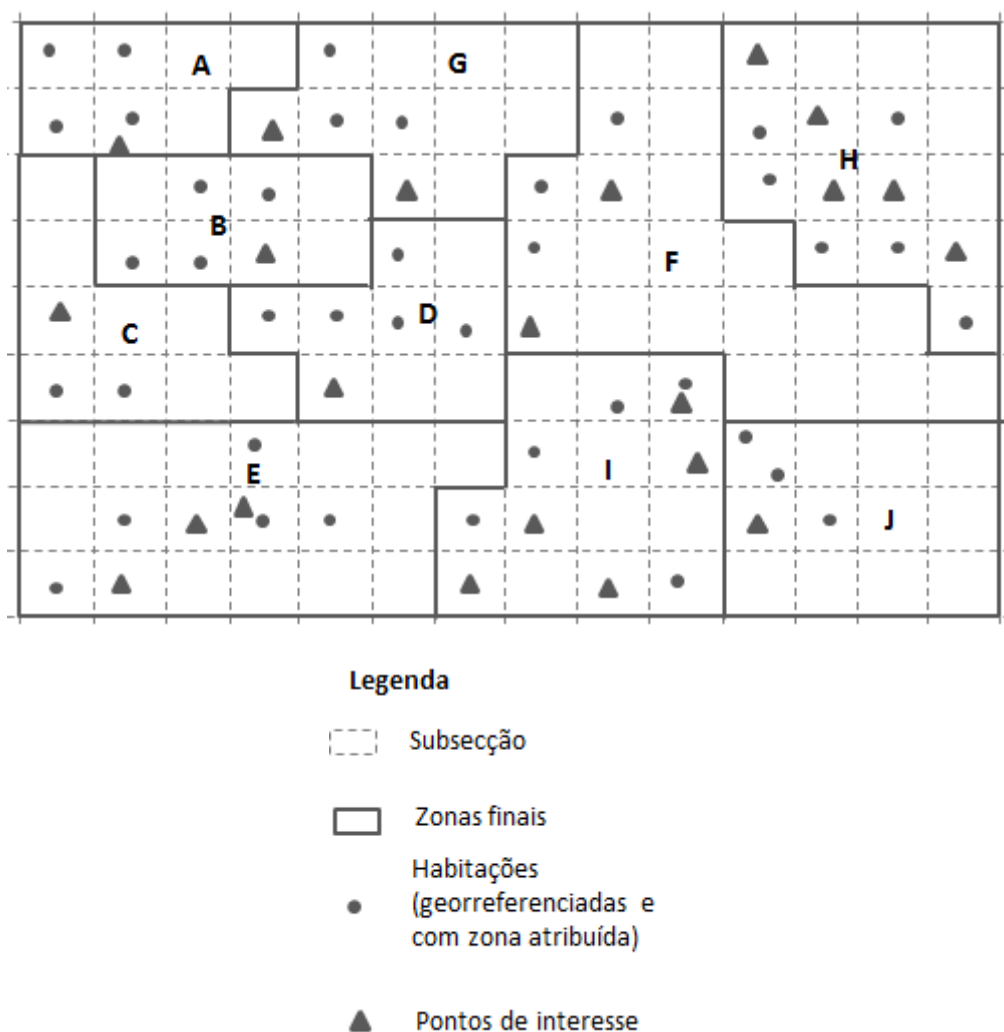 A
G
H
B
F
D
C
E
I
J
Legenda
Subsecção
Zonas finais
Habitações
(georreferenciadas e
com zona atribuída)
Pontos de interesse